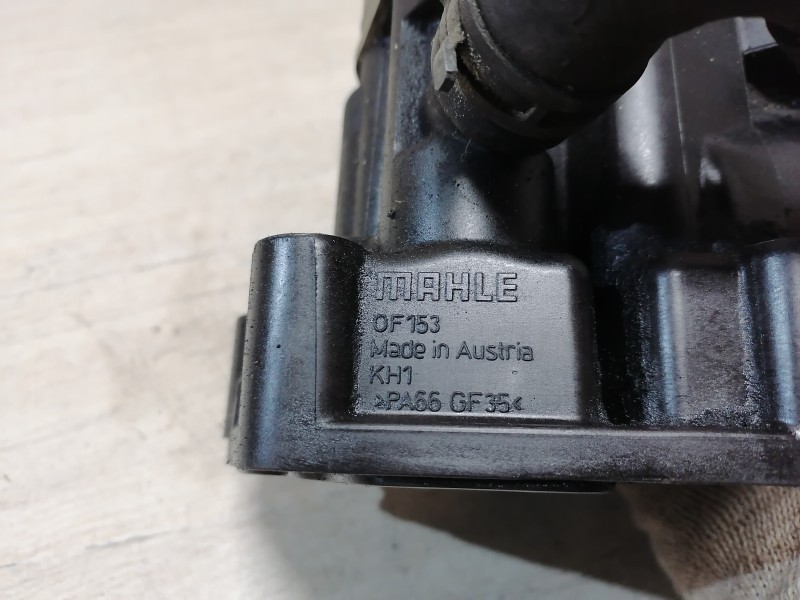 MAHLE
OF153
Made in Austria
KH1
>PA66 GF35<